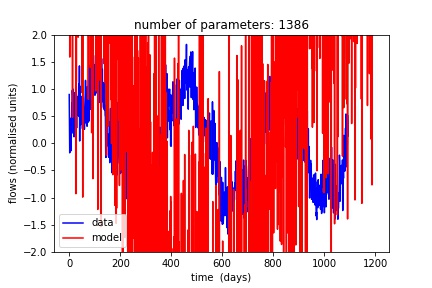 number of parameters: 1386
flows (normalised units)
2.0
1.5
1.0
0.5
0.0
−0.5
−1.0
−1.5
−2.0
data
model
0 200 400 600 800 1000 1200
time (days)